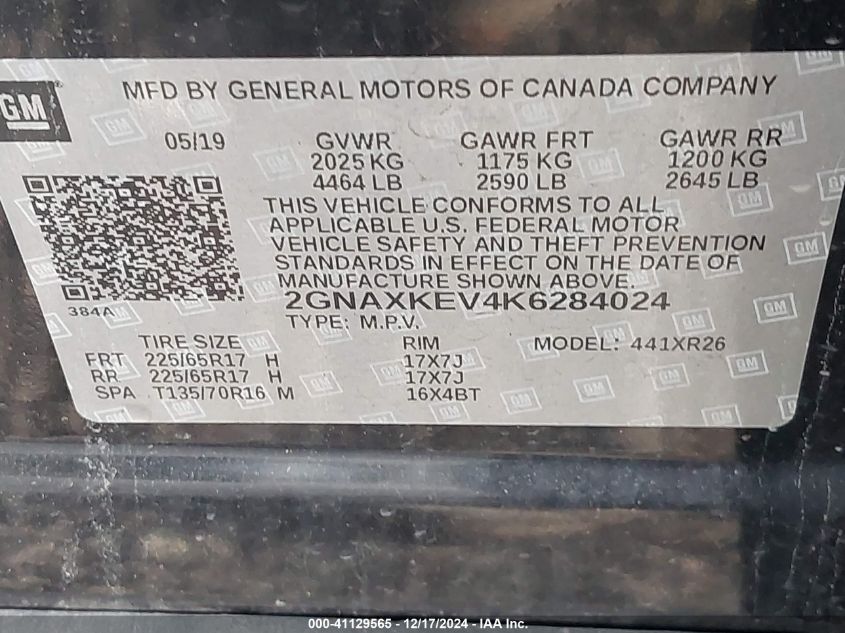 GM
MFD BY GENERAL MOTORS OF CANADA COMPANY
05/19 GVWR GAWR FRT GAWR RR
2025 KG 1175 KG 1200 KG
4464 LB 2590 LB 2645 LB
THIS VEHICLE CONFORMS TO ALL
APPLICABLE U.S. FEDERAL MOTOR
VEHICLE SAFETY AND THEFT PREVENTION
STANDARDS IN EFFECT ON THE DATE OF
MANUFACTURE SHOWN ABOVE.
2GNAXKEV4K6284024
384A
TYPE: M.P.V.
TIRE SIZE RIM MODEL: 441XR26
FRT 225/65R17 H 17X7J
RR 225/65R17 H 17X7J
SPA T135/70R16 M 16X4BT
000-41129565 - 12/17/2024 - IAA Inc.